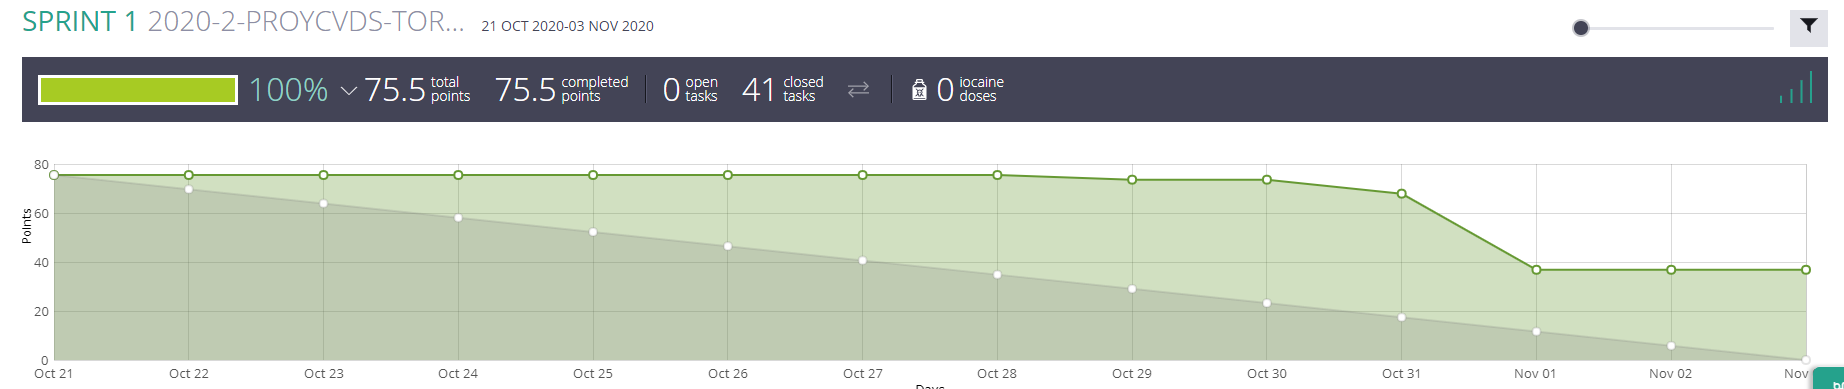 SPRINT 1 2020-2-PROYCVDS-TOR... 21 OCT 2020-03 NOV 2020
100% 75.5 total points 75.5 completed points 0 open tasks 41 closed tasks 0 iocaine doses
80
60
40
20
0
Points
Oct 21 Oct 22 Oct 23 Oct 24 Oct 25 Oct 26 Oct 27 Oct 28 Oct 29 Oct 30 Oct 31 Nov 01 Nov 02 Nov
Days